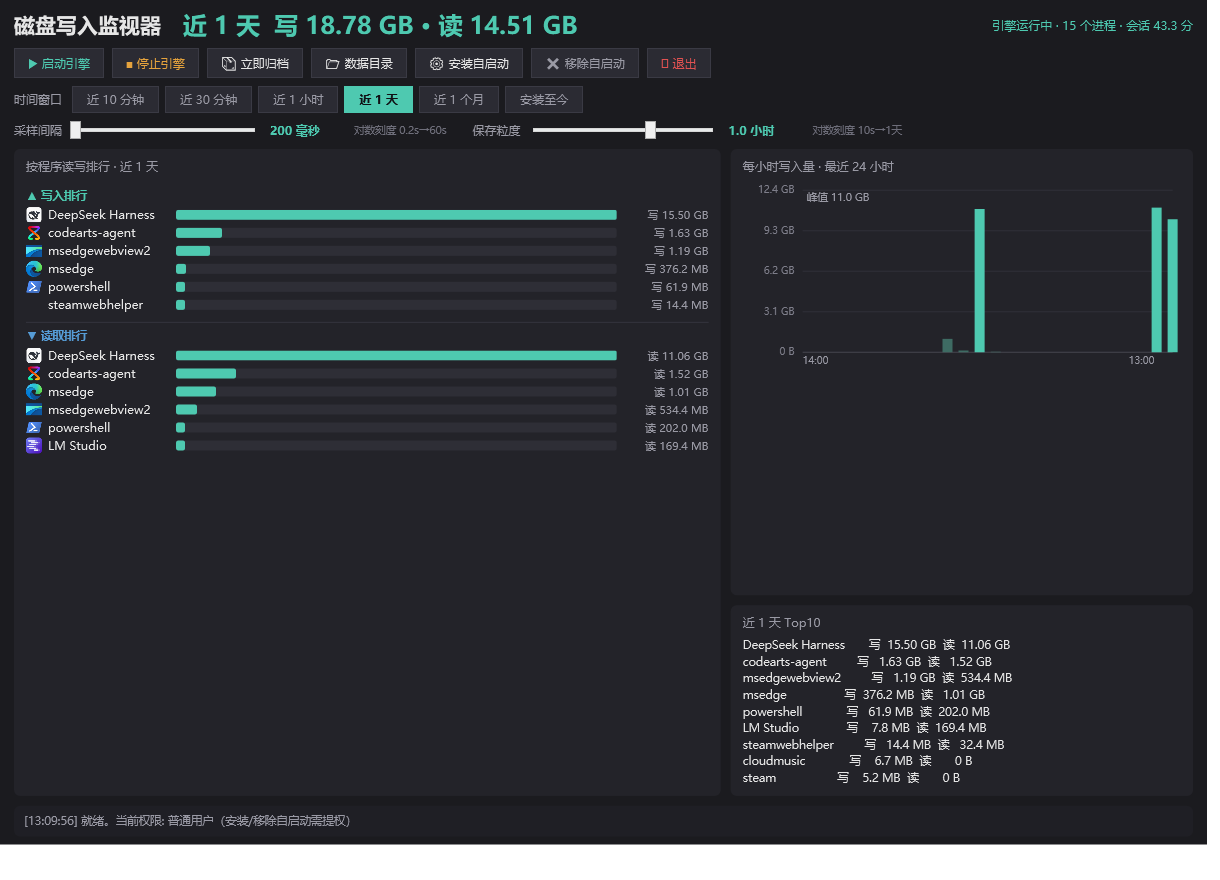 磁盘写入监视器 近 1 天 写 18.78 GB • 读 14.51 GB 引擎运行中 · 15 个进程 · 会话 43.3 分
启动引擎 停止引擎 立即归档 数据目录 安装自启动 移除自启动 退出
时间窗口 近 10 分钟 近 30 分钟 近 1 小时 近 1 天 近 1 个月 安装至今
采样间隔 200 毫秒 对数刻度 0.2s→60s 保存粒度 1.0 小时 对数刻度 10s→1天
按程序读写排行 · 近 1 天
▲ 写入排行
DeepSeek Harness 写 15.50 GB
codearts-agent 写 1.63 GB
msedgewebview2 写 1.19 GB
msedge 写 376.2 MB
powershell 写 61.9 MB
steamwebhelper 写 14.4 MB
▼ 读取排行
DeepSeek Harness 读 11.06 GB
codearts-agent 读 1.52 GB
msedge 读 1.01 GB
msedgewebview2 读 534.4 MB
powershell 读 202.0 MB
LM Studio 读 169.4 MB
每小时写入量 · 最近 24 小时
12.4 GB
峰值 11.0 GB
9.3 GB
6.2 GB
3.1 GB
0 B
14:00 13:00
近 1 天 Top10
DeepSeek Harness 写 15.50 GB 读 11.06 GB
codearts-agent 写 1.63 GB 读 1.52 GB
msedgewebview2 写 1.19 GB 读 534.4 MB
msedge 写 376.2 MB 读 1.01 GB
powershell 写 61.9 MB 读 202.0 MB
LM Studio 写 7.8 MB 读 169.4 MB
steamwebhelper 写 14.4 MB 读 32.4 MB
cloudmusic 写 6.7 MB 读 0 B
steam 写 5.2 MB 读 0 B
[13:09:56] 就绪。当前权限: 普通用户（安装/移除自启动需提权）